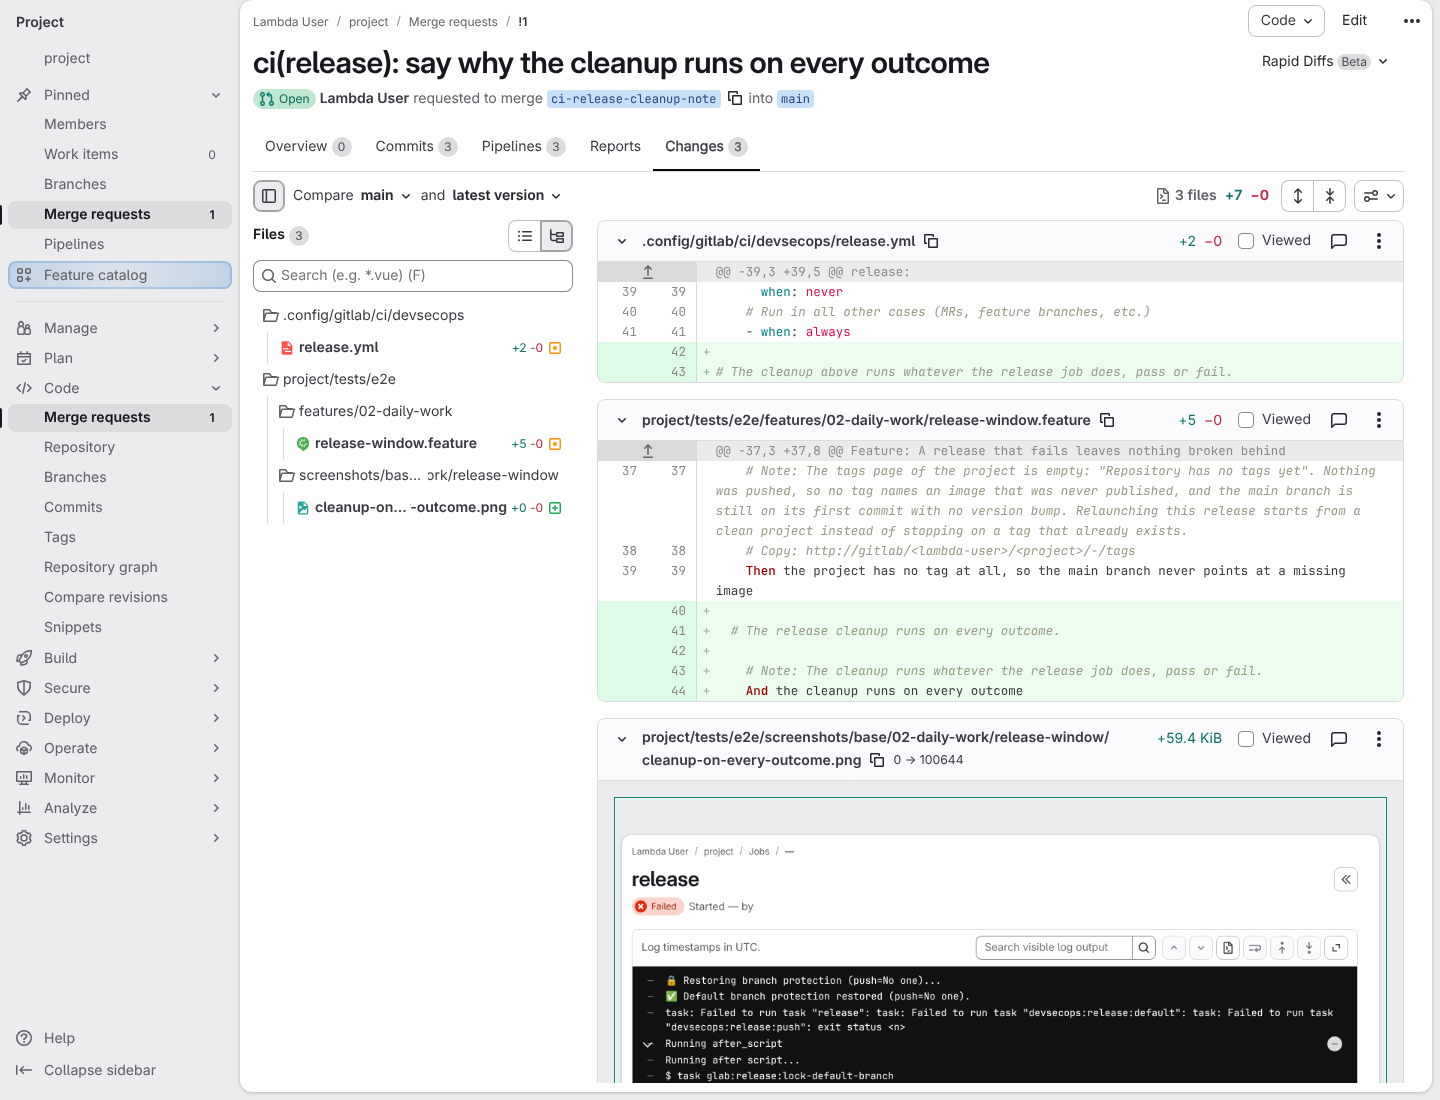 Project
project
Pinned
Members
Work items 0
Branches
Merge requests 1
Pipelines
Feature catalog
Manage
Plan
Code
Merge requests 1
Repository
Branches
Commits
Tags
Repository graph
Compare revisions
Snippets
Build
Secure
Deploy
Operate
Monitor
Analyze
Settings
Help
Collapse sidebar
Lambda User / project / Merge requests / !1
Code Edit
ci(release): say why the cleanup runs on every outcome
Rapid Diffs Beta
Open Lambda User requested to merge ci-release-cleanup-note into main
Overview 0 Commits 3 Pipelines 3 Reports Changes 3
Compare main and latest version
3 files +7 −0
Files 3
Search (e.g. *.vue) (F)
.config/gitlab/ci/devsecops
release.yml +2 -0
project/tests/e2e
features/02-daily-work
release-window.feature +5 -0
screenshots/bas... ork/release-window
cleanup-on... -outcome.png +0 -0
.config/gitlab/ci/devsecops/release.yml +2 −0 Viewed
@@ -39,3 +39,5 @@ release:
39 39 when: never
40 40 # Run in all other cases (MRs, feature branches, etc.)
41 41 - when: always
42 +
43 + # The cleanup above runs whatever the release job does, pass or fail.
project/tests/e2e/features/02-daily-work/release-window.feature +5 −0 Viewed
@@ -37,3 +37,8 @@ Feature: A release that fails leaves nothing broken behind
37 37 # Note: The tags page of the project is empty: "Repository has no tags yet". Nothing
was pushed, so no tag names an image that was never published, and the main branch is
still on its first commit with no version bump. Relaunching this release starts from a
clean project instead of stopping on a tag that already exists.
38 38 # Copy: http://gitlab/<lambda-user>/<project>/-/tags
39 39 Then the project has no tag at all, so the main branch never points at a missing
image
40 +
41 + # The release cleanup runs on every outcome.
42 +
43 + # Note: The cleanup runs whatever the release job does, pass or fail.
44 + And the cleanup runs on every outcome
project/tests/e2e/screenshots/base/02-daily-work/release-window/
cleanup-on-every-outcome.png 0 → 100644
+59.4 KiB Viewed
Lambda User / project / Jobs / —
release
Failed Started — by
Log timestamps in UTC.
Search visible log output
— 🔒 Restoring branch protection (push=No one)...
— ✅ Default branch protection restored (push=No one).
— task: Failed to run task "release": task: Failed to run task "devsecops:release:default": task: Failed to run task
"devsecops:release:push": exit status <n>
Running after_script
— Running after script...
— $ task glab:release:lock-default-branch